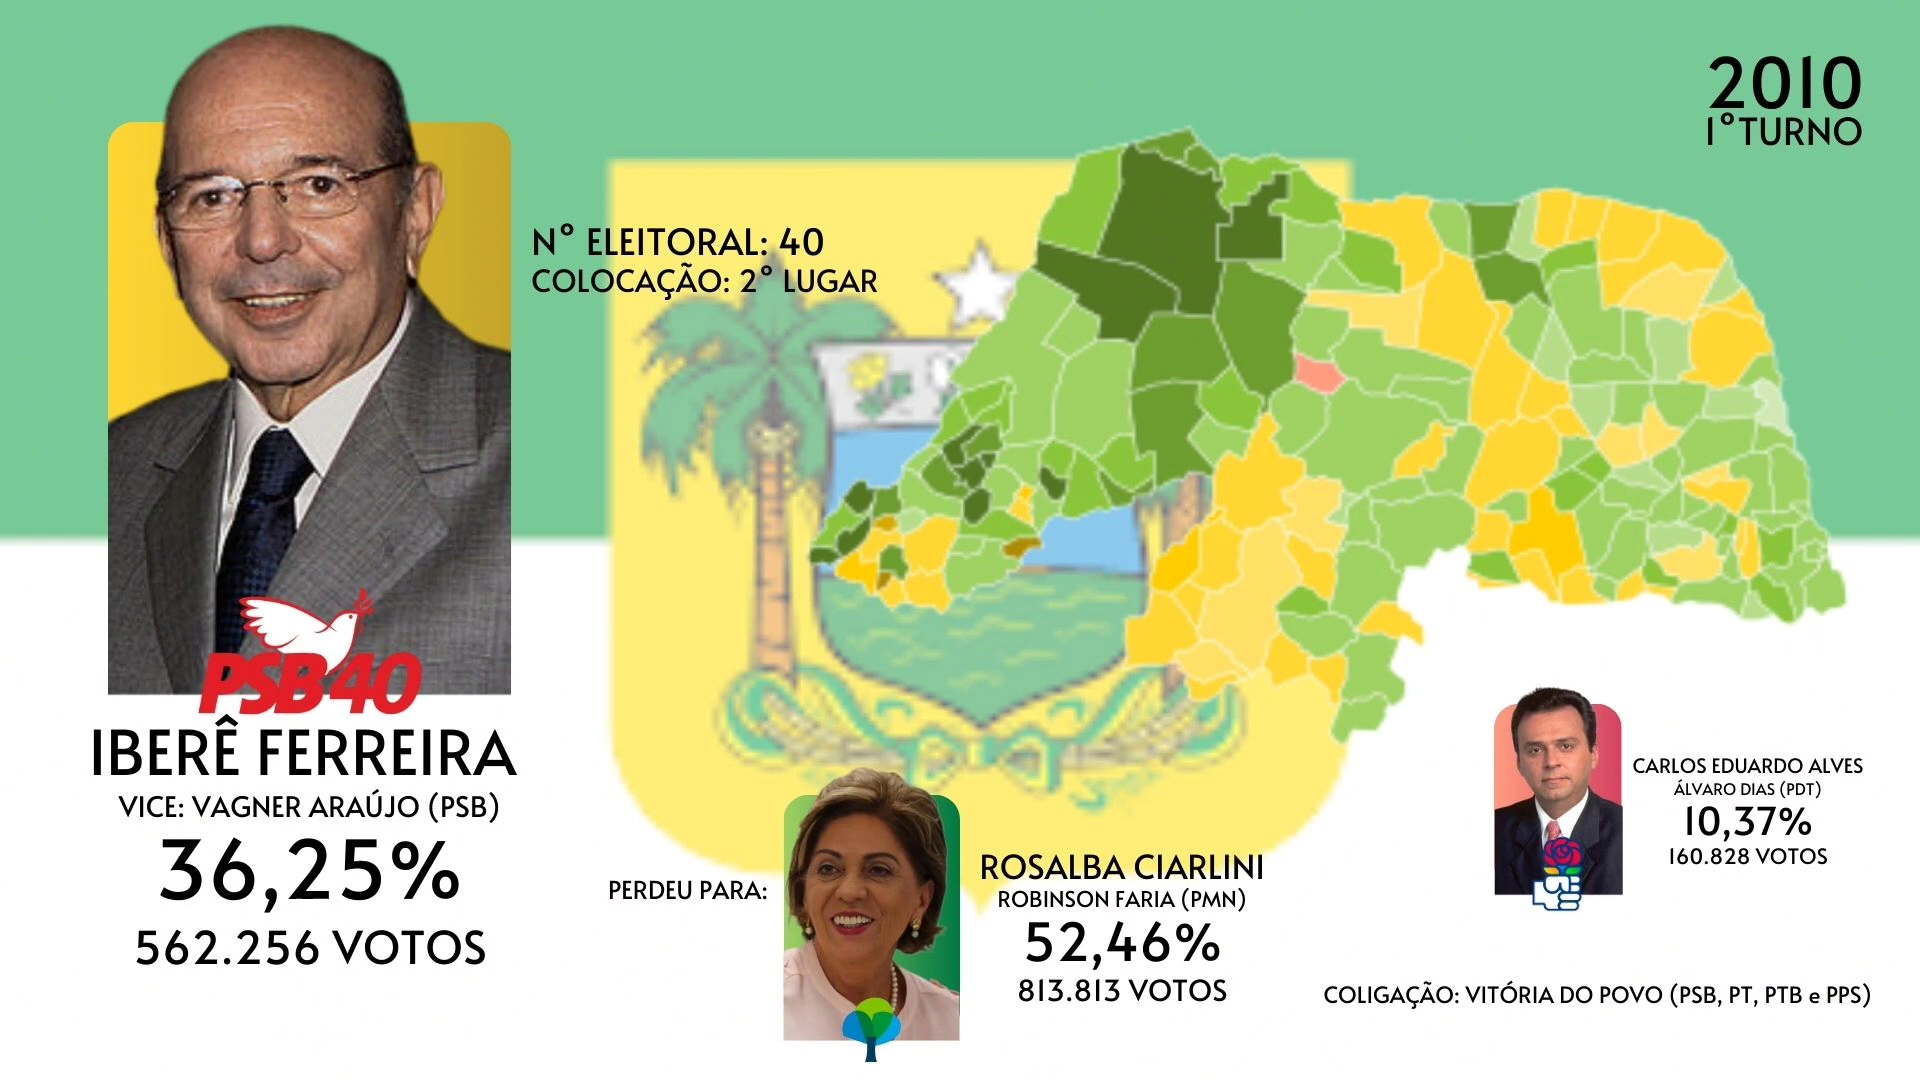 2010
1°TURNO
N° ELEITORAL: 40
COLOCAÇÃO: 2° LUGAR
PSB40
IBERÊ FERREIRA
VICE: VAGNER ARAÚJO (PSB)
36,25%
562.256 VOTOS
PERDEU PARA:
ROSALBA CIARLINI
ROBINSON FARIA (PMN)
52,46%
813.813 VOTOS
CARLOS EDUARDO ALVES
ÁLVARO DIAS (PDT)
10,37%
160.828 VOTOS
COLIGAÇÃO: VITÓRIA DO POVO (PSB, PT, PTB e PPS)